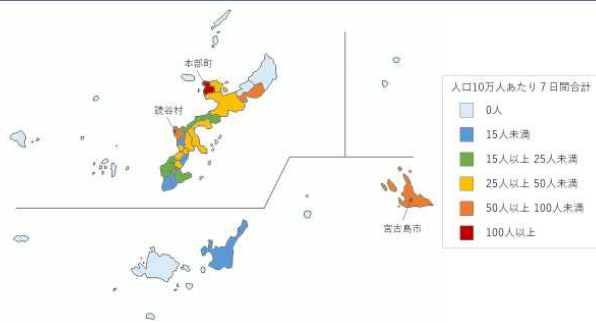 本部町
読谷村
宮古島市
人口10万人あたり7日間合計
0人
15人未満
15人以上 25人未満
25人以上 50人未満
50人以上 100人未満
100人以上